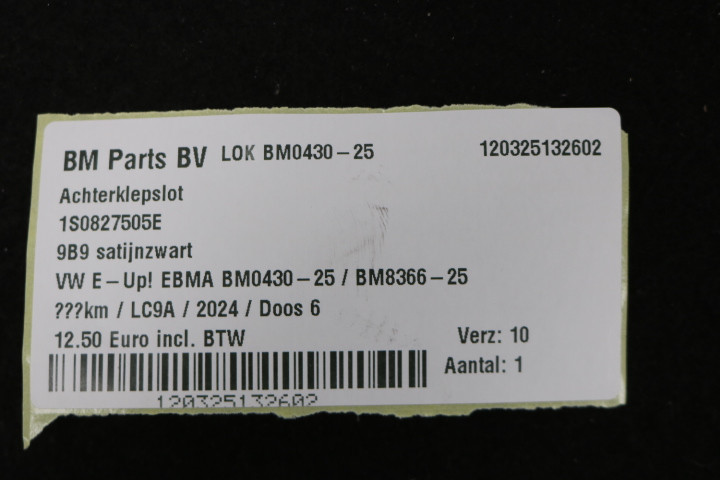 BM Parts BV LOK BM0430-25 120325132602
Achterklepslot
1S0827505E
9B9 satijnzwart
VW E-Up! EBMA BM0430-25 / BM8366-25
???km / LC9A / 2024 / Doos 6
12.50 Euro incl. BTW Verz: 10
Aantal: 1
120325132602